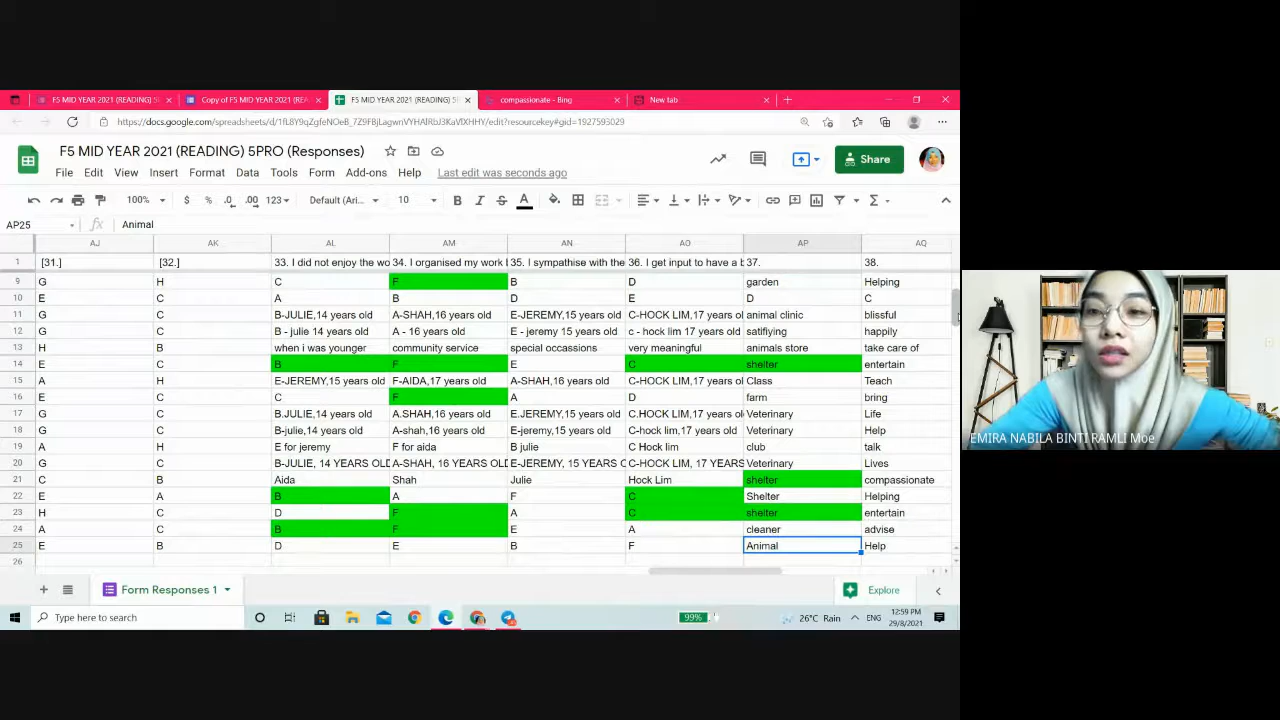 F5 MID YEAR 2021 (READING) 5P
Copy of F5 MID YEAR 2021 (REA
F5 MID YEAR 2021 (READING) 5
compassionate - Bing
New tab
F5 MID YEAR 2021 (READING) 5PRO (Responses)
File Edit View Insert Format Data Tools Form Add-ons Help Last edit was seconds ago
Share
100% $ % .0 .00 123 Default (Ari... 10 B I S A
AP25 fx Animal
AJ AK AL AM AN AO AP AQ
1 [31.] [32.] 33. I did not enjoy the wo 34. I organised my work 35. I sympathise with the 36. I get input to have a 37. 38.
9 G H C F B D garden Helping
10 E C A B D E D C
11 G C B-JULIE,14 years old A-SHAH,16 years old E-JEREMY,15 years old C-HOCK LIM,17 years ol animal clinic blissful
12 G C B - julie 14 years old A - 16 years old E - jeremy 15 years old c - hock lim 17 years old satifiying happily
13 H B when i was younger community service special occassions very meaningful animals store take care of
14 E C B F E C shelter entertain
15 A H E-JEREMY,15 years old F-AIDA,17 years old A-SHAH,16 years old C-HOCK LIM,17 years ol Class Teach
16 E C C F A D farm bring
17 G C B.JULIE,14 years old A.SHAH,16 years old E.JEREMY,15 years old C.HOCK LIM,17 years ol Veterinary Life
18 G C B-julie,14 years old A-shah,16 years old E-jeremy,15 years old C-hock lim,17 years old Veterinary Help
19 A H E for jeremy F for aida B julie C Hock lim club talk
20 G C B-JULIE, 14 YEARS OLD A-SHAH, 16 YEARS OLD E-JEREMY, 15 YEARS C C-HOCK LIM, 17 YEARS Veterinary Lives
21 C B Aida Shah Julie Hock Lim shelter compassionate
22 E A B A F C Shelter Helping
23 H C D F A C shelter entertain
24 A C B F E A cleaner advise
25 E B D E B F Animal Help
26
Form Responses 1
Explore
Type here to search
99%
26°C Rain
ENG
12:59 PM
29/8/2021
EMIRA NABILA BINTI RAMLI Moe